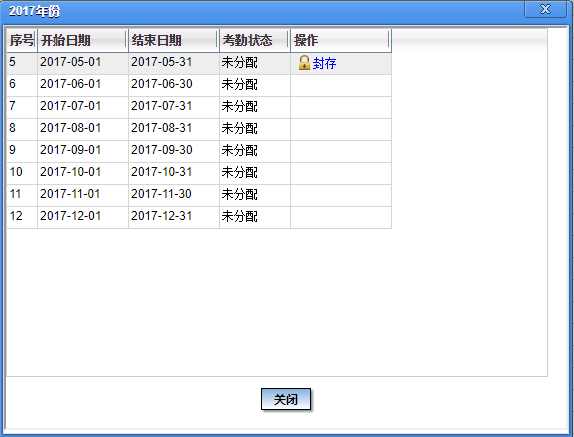 2017年份
x
序号 开始日期 结束日期 考勤状态 操作
5 2017-05-01 2017-05-31 未分配 封存
6 2017-06-01 2017-06-30 未分配
7 2017-07-01 2017-07-31 未分配
8 2017-08-01 2017-08-31 未分配
9 2017-09-01 2017-09-30 未分配
10 2017-10-01 2017-10-31 未分配
11 2017-11-01 2017-11-30 未分配
12 2017-12-01 2017-12-31 未分配
关闭